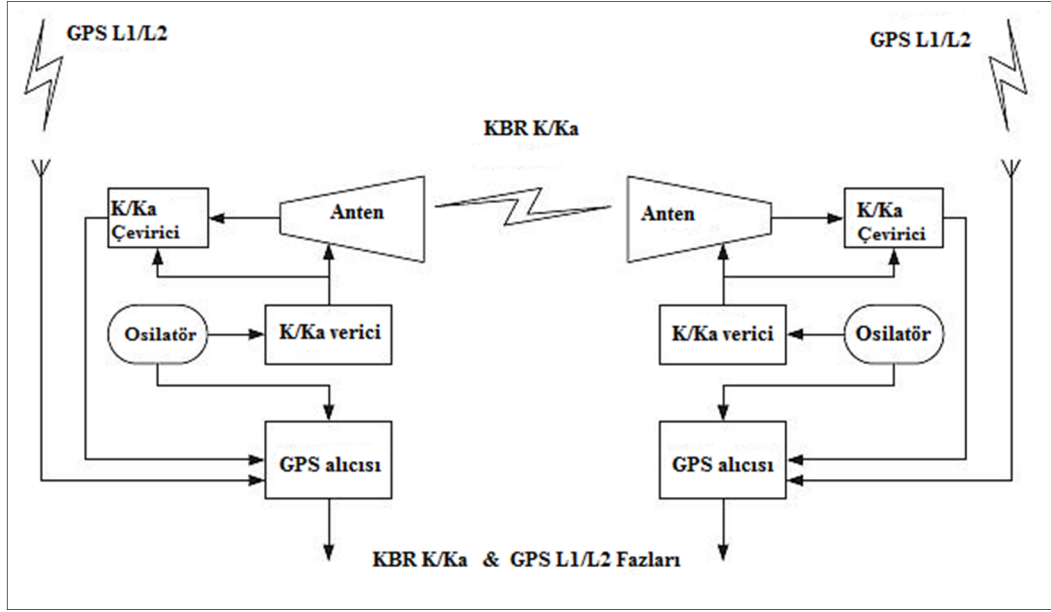 GPS L1/L2
GPS L1/L2
KBR K/Ka
K/Ka
Çevirici
Anten
Anten
K/Ka
Çevirici
Osilatör
K/Ka verici
K/Ka verici
Osilatör
GPS alıcısı
GPS alıcısı
KBR K/Ka & GPS L1/L2 Fazları